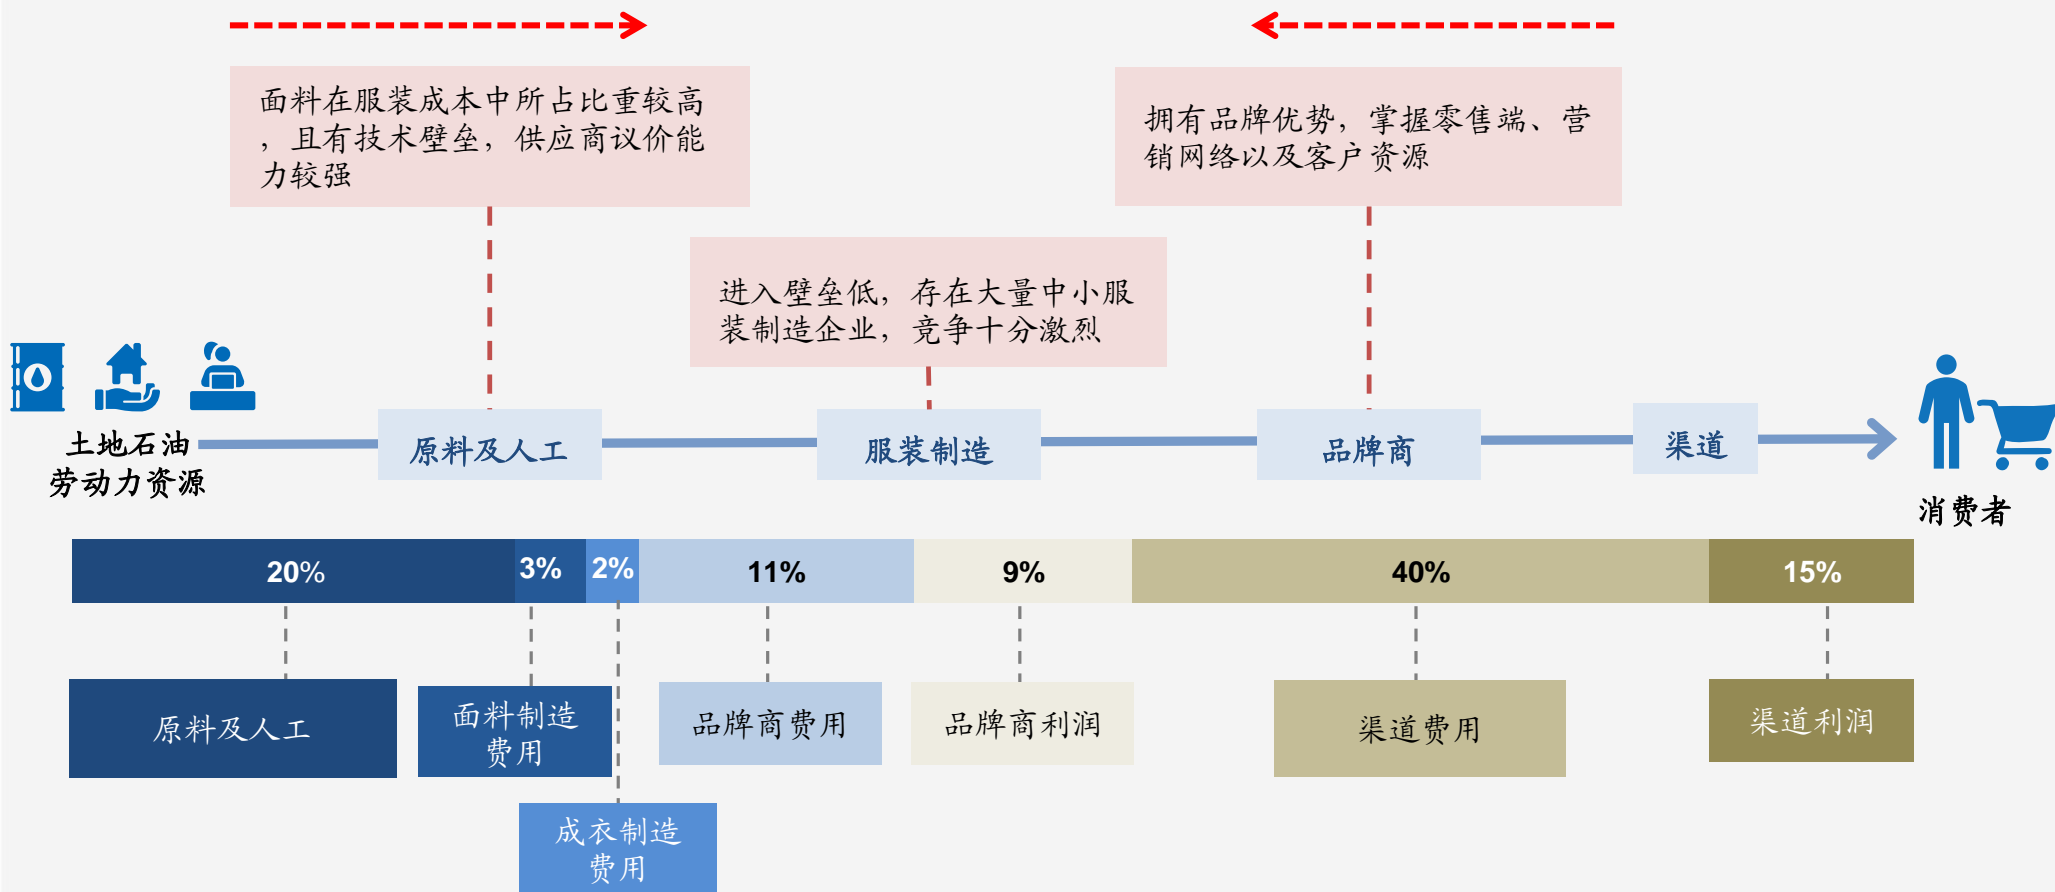 面料在服装成本中所占比重较高
，且有技术壁垒，供应商议价能
力较强
拥有品牌优势，掌握零售端、营
销网络以及客户资源
进入壁垒低，存在大量中小服
装制造企业，竞争十分激烈
土地石油
劳动力资源
原料及人工
服装制造
品牌商
渠道
消费者
20%
3%
2%
11%
9%
40%
15%
原料及人工
面料制造
费用
成衣制造
费用
品牌商费用
品牌商利润
渠道费用
渠道利润